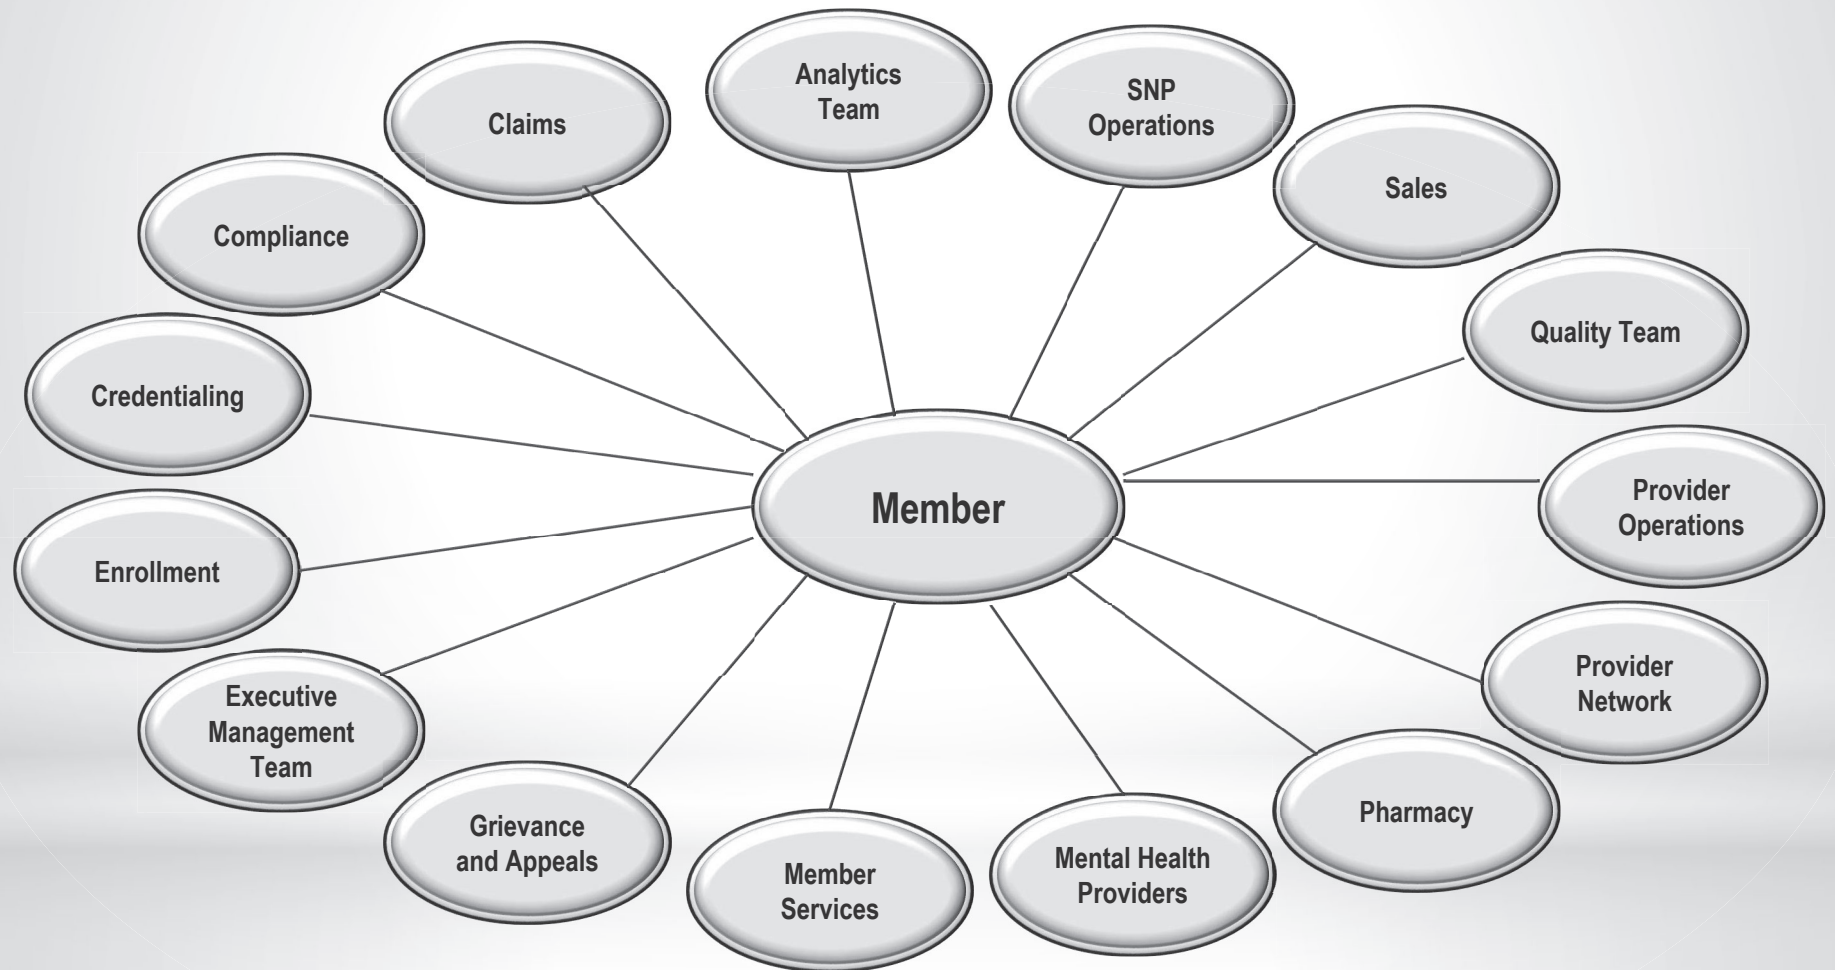 Analytics
Team
SNP
Operations
Claims
Sales
Compliance
Quality Team
Credentialing
Member
Provider
Operations
Enrollment
Provider
Network
Executive
Management
Team
Pharmacy
Grievance
and Appeals
Mental Health
Providers
Member
Services